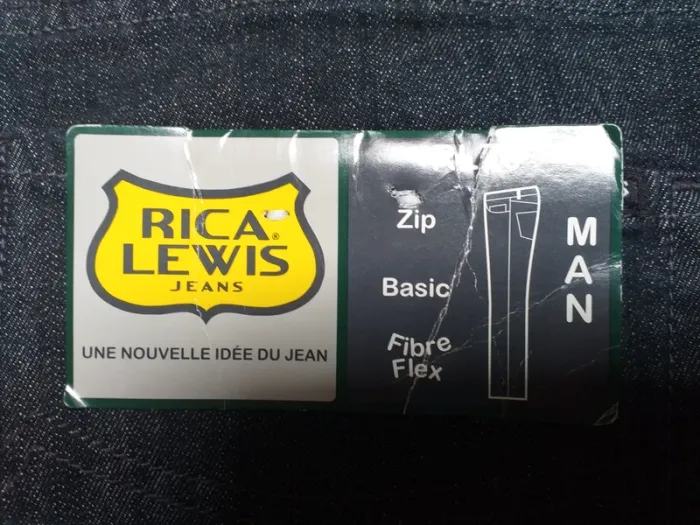 RICA®
LEWIS
JEANS
UNE NOUVELLE IDÉE DU JEAN
Zip
Basic
Fibre
Flex
MAN